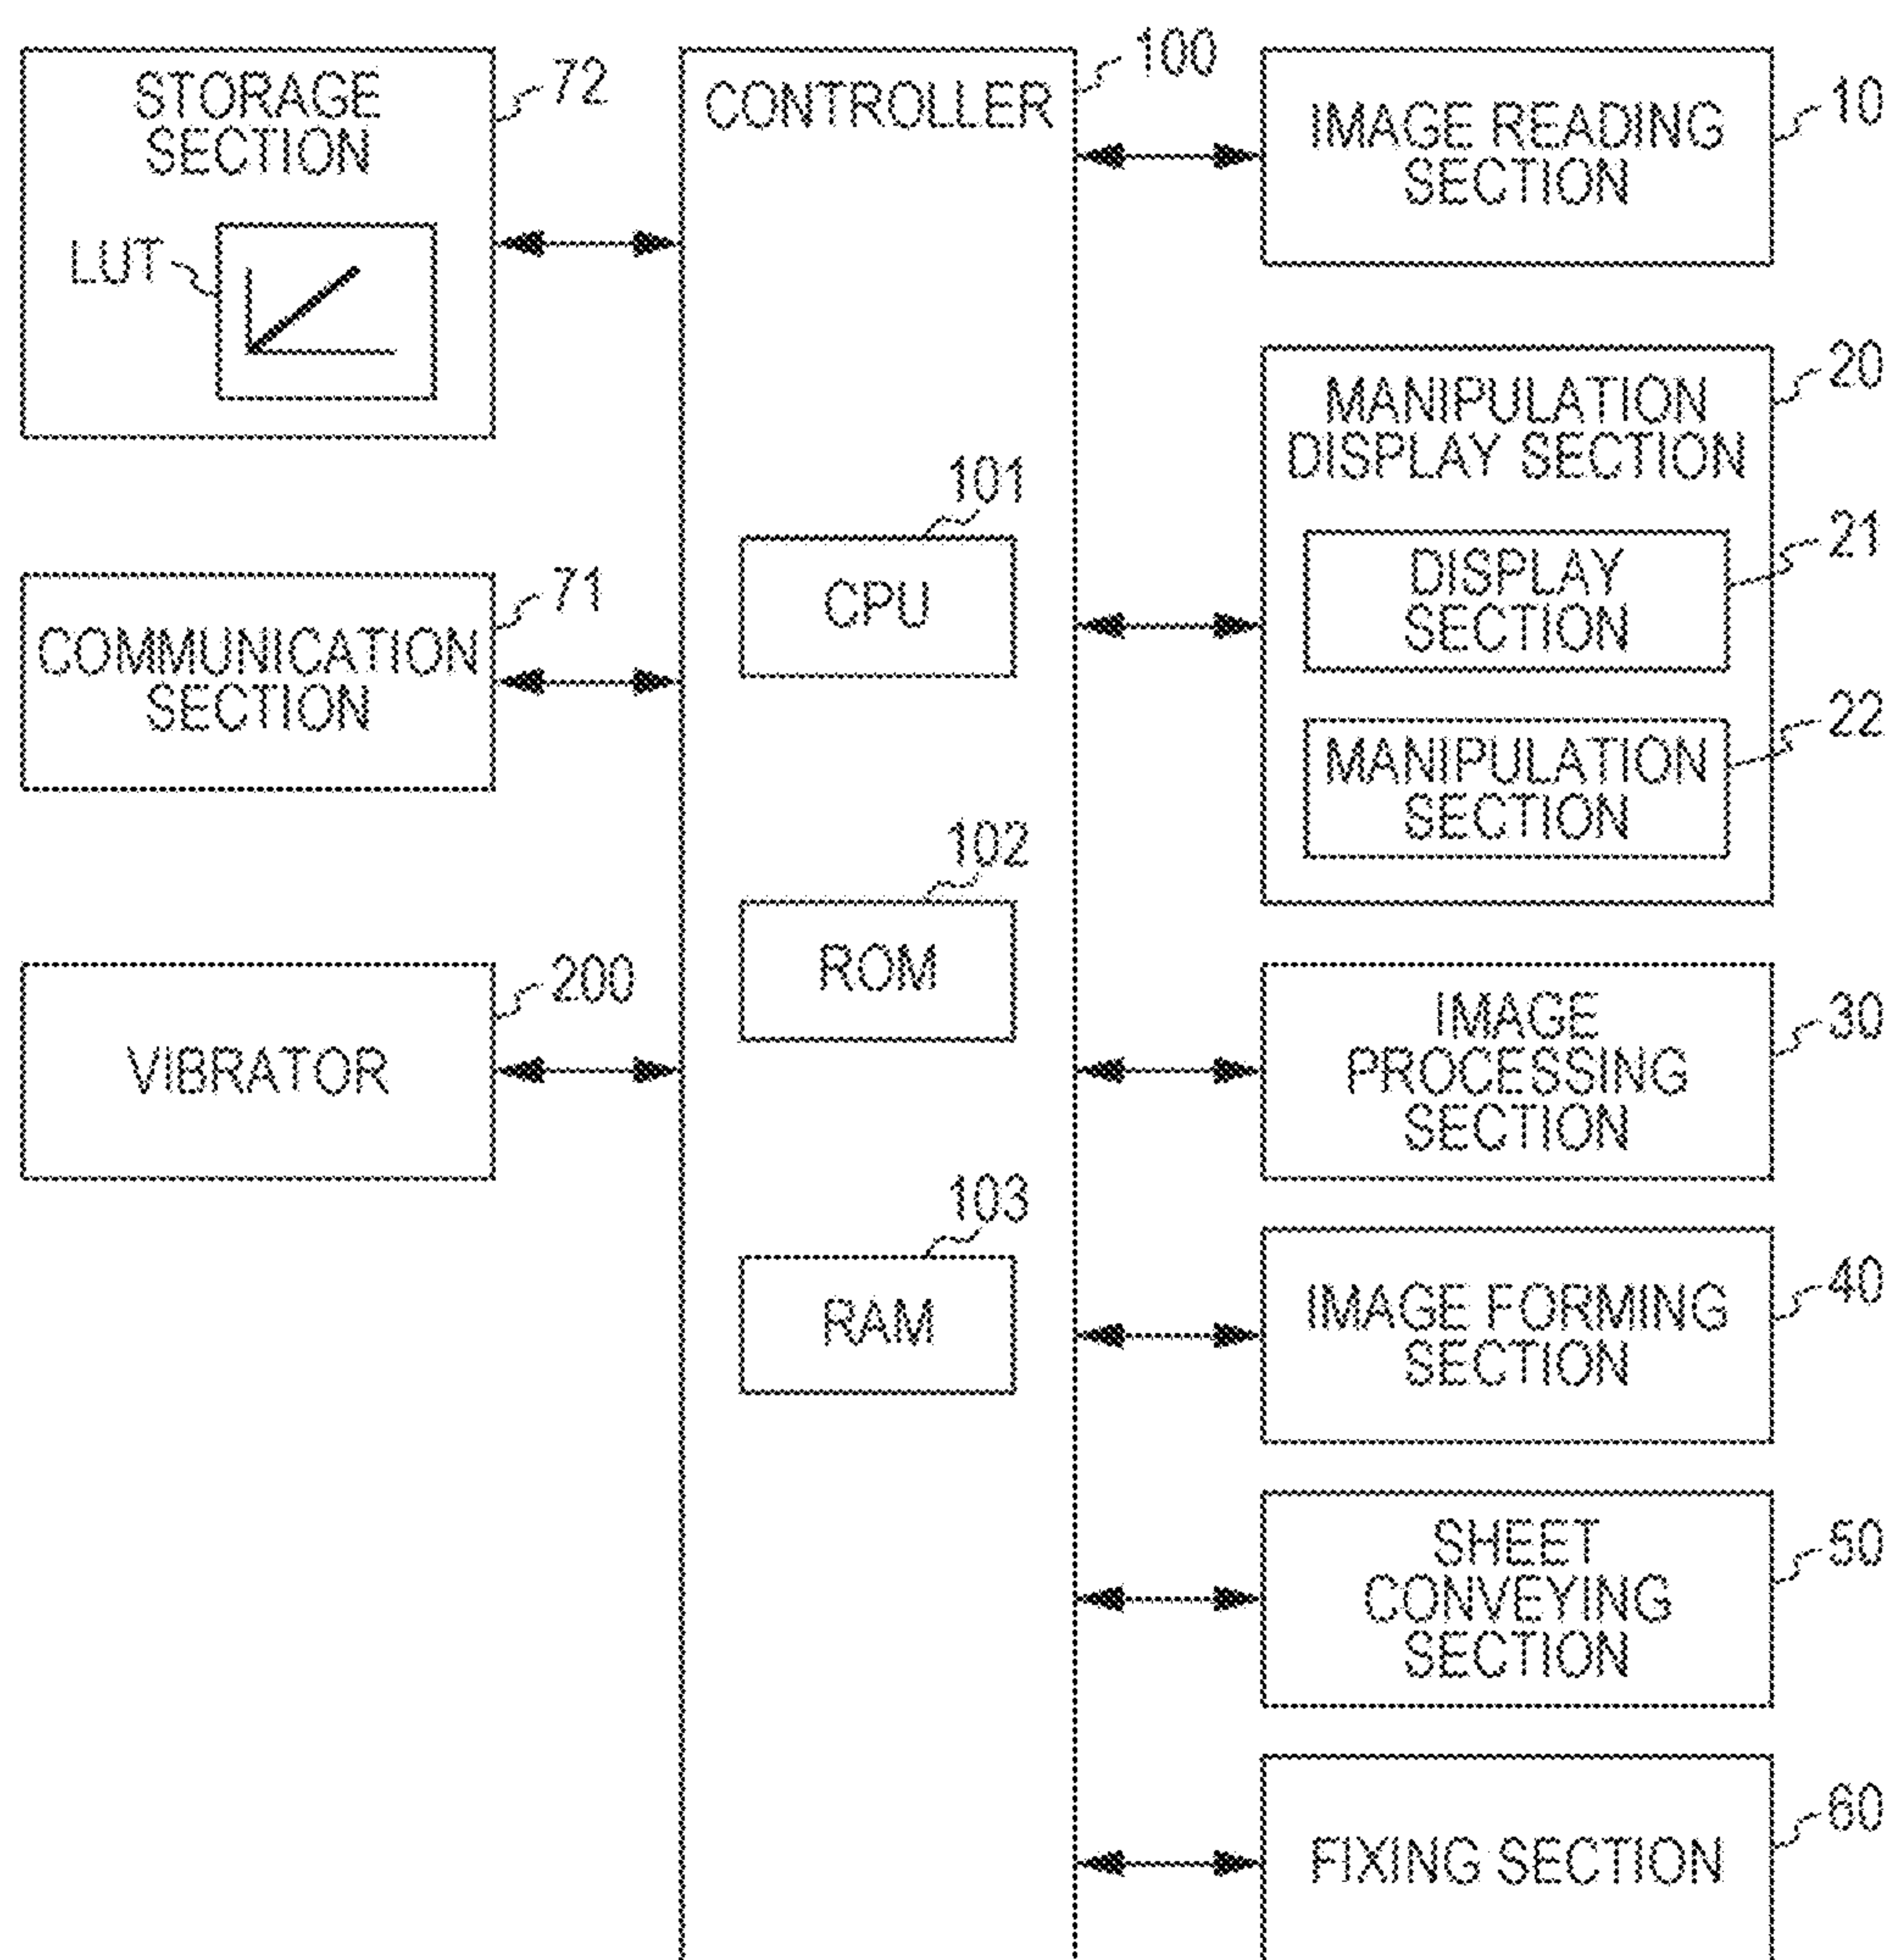 STORAGE
SECTION
72
LUT
COMMUNICATION
SECTION
71
VIBRATOR
200
CONTROLLER
100
101
CPU
102
ROM
103
RAM
IMAGE READING
SECTION
10
MANIPULATION
DISPLAY SECTION
20
DISPLAY
SECTION
21
MANIPULATION
SECTION
22
IMAGE
PROCESSING
SECTION
30
IMAGE FORMING
SECTION
40
SHEET
CONVEYING
SECTION
50
FIXING SECTION
60